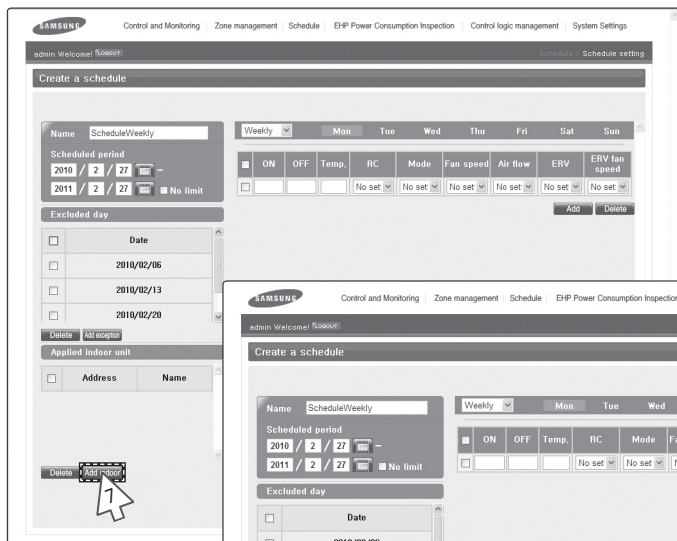 SAMSUNG Control and Monitoring Zone management Schedule EHP Power Consumption Inspection Control logic management System Settings
admin Welcome! LOGOUT Schedule > Schedule setting
Create a schedule
Name ScheduleWeekly
Scheduled period
2010 / 2 / 27 –
2011 / 2 / 27 No limit
Excluded day
Date
2010/02/06
2010/02/13
2010/02/20
Delete Add exception
Applied indoor unit
Address Name
Delete Add indoor
7
Weekly Mon Tue Wed Thu Fri Sat Sun
ON OFF Temp. RC Mode Fan speed Air flow ERV ERV fan speed
No set No set No set No set No set No set
Add Delete
SAMSUNG Control and Monitoring Zone management Schedule EHP Power Consumption Inspection
admin Welcome! LOGOUT
Create a schedule
Name ScheduleWeekly
Scheduled period
2010 / 2 / 27 –
2011 / 2 / 27 No limit
Excluded day
Date
Weekly Mon Tue Wed
ON OFF Temp. RC Mode
No set No set